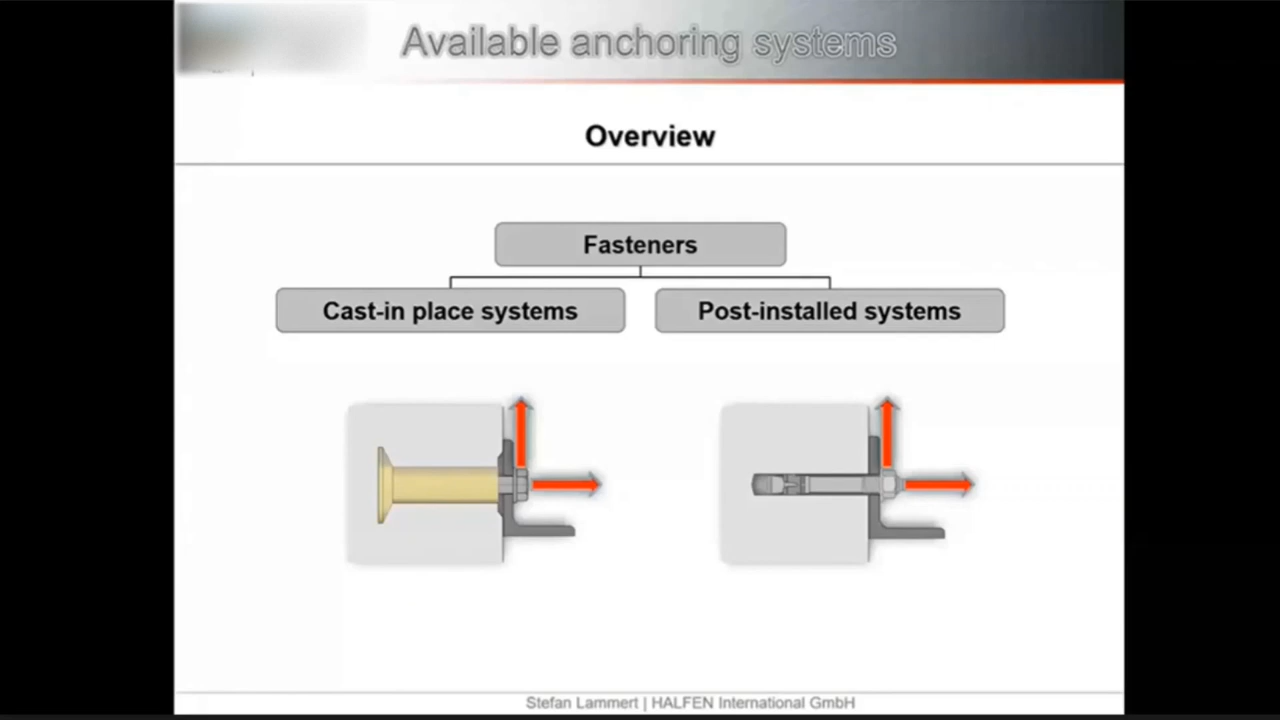 Available anchoring systems
Overview
Fasteners
Cast-in place systems
Post-installed systems
Stefan Lammert | HALFEN International GmbH